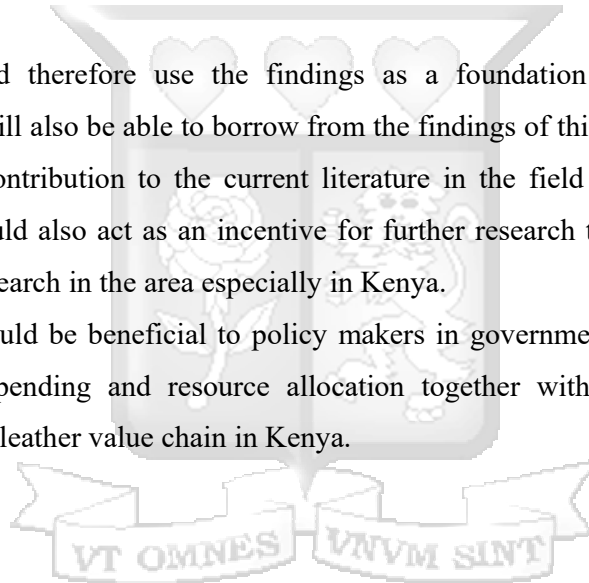 d therefore use the findings as a foundation
ill also be able to borrow from the findings of thi
ontribution to the current literature in the field
uld also act as an incentive for further research t
earch in the area especially in Kenya.
uld be beneficial to policy makers in governme
pending and resource allocation together with
leather value chain in Kenya.
VT OMNES VNVM SINT